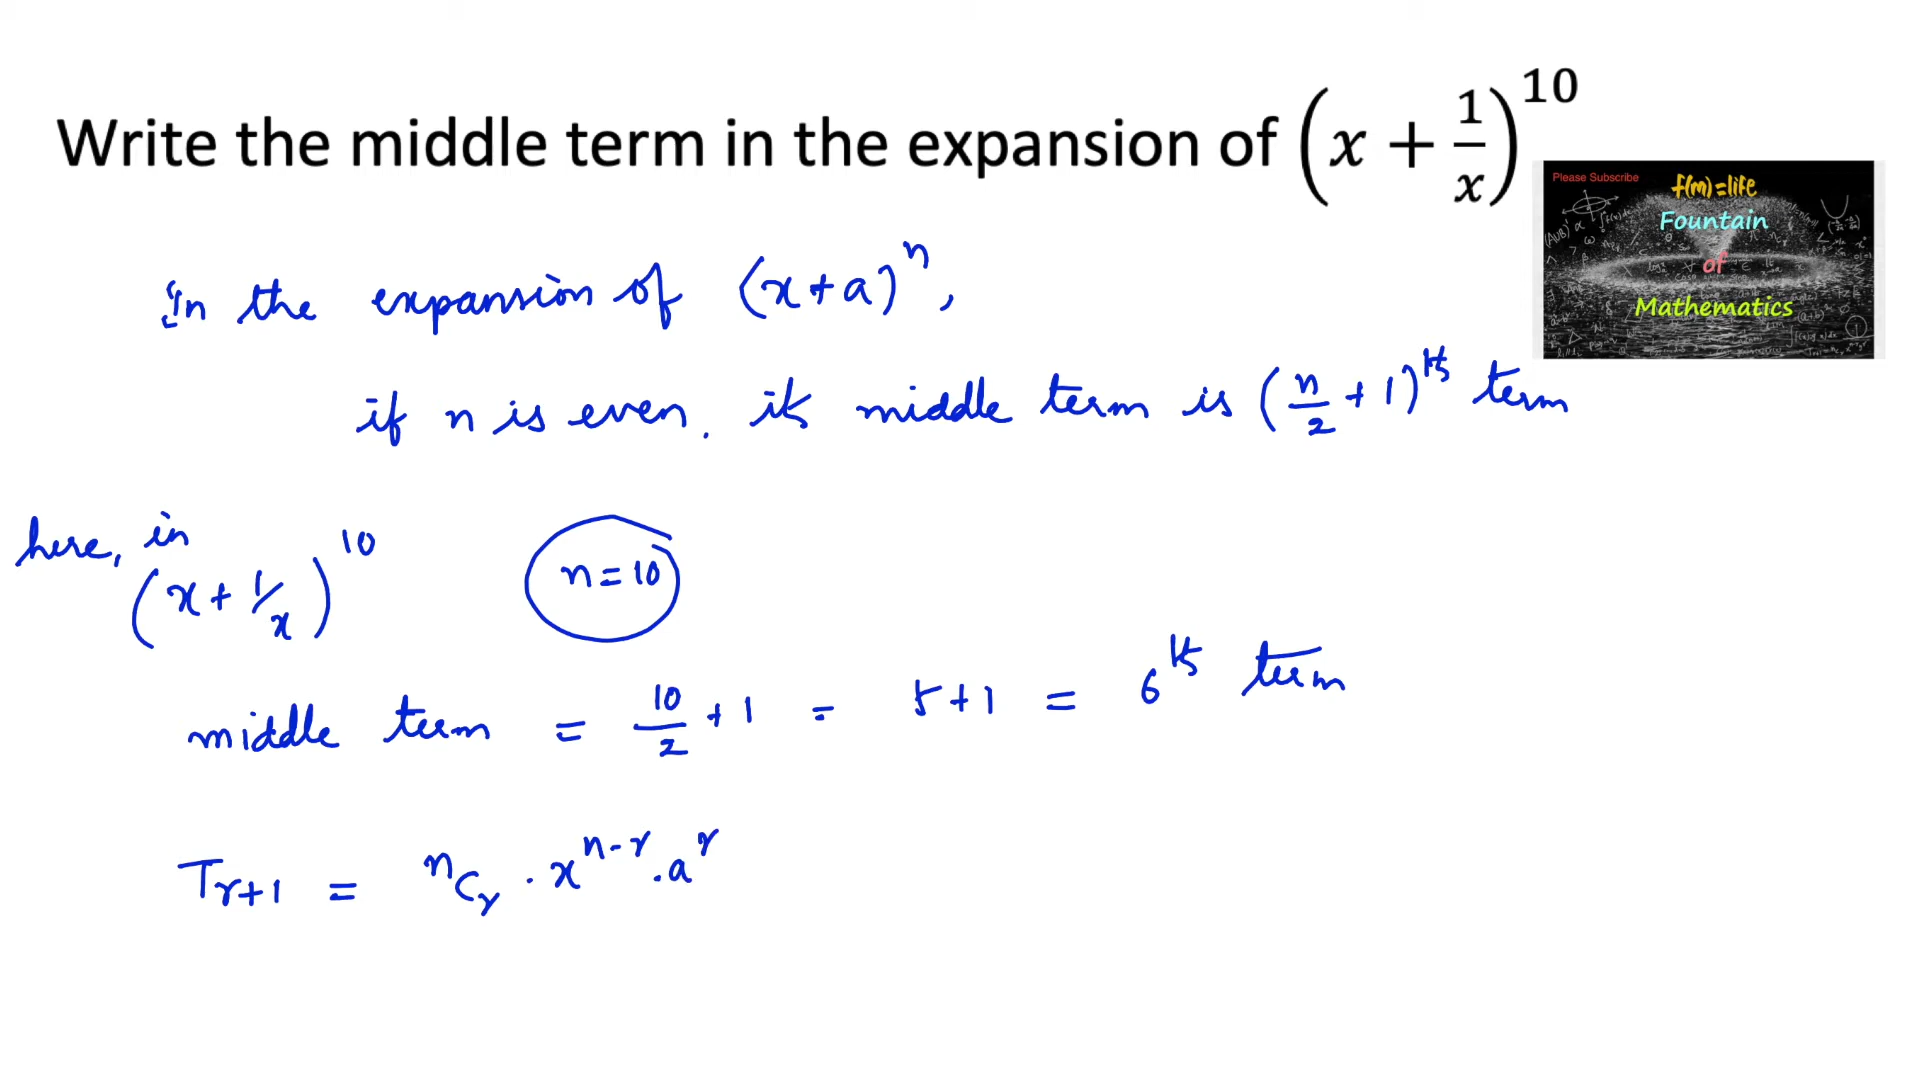 Write the middle term in the expansion of (x + 1/x)^10
Please Subscribe
f(m)=life
Fountain
of
Mathematics
In the expansion of (x+a)^n,
if n is even, its middle term is (n/2 + 1)^th term
here, in
(x + 1/x)^10 n=10
middle term = 10/2 + 1 = 5+1 = 6^th term
T_{r+1} = ^nC_r . x^{n-r} . a^r